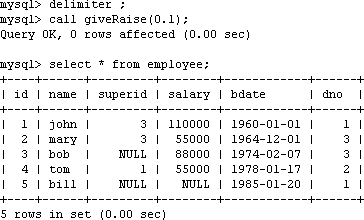 mysql> delimiter ;
mysql> call giveRaise(0.1);
Query OK, 0 rows affected (0.00 sec)
mysql> select * from employee;
+----+------+---------+--------+------------+------+
| id | name | superid | salary | bdate      | dno  |
+----+------+---------+--------+------------+------+
|  1 | john |       3 | 110000 | 1960-01-01 |    1 |
|  2 | mary |       3 |  55000 | 1964-12-01 |    3 |
|  3 | bob  |    NULL |  88000 | 1974-02-07 |    3 |
|  4 | tom  |       1 |  55000 | 1978-01-17 |    2 |
|  5 | bill |    NULL |   NULL | 1985-01-20 |    1 |
+----+------+---------+--------+------------+------+
5 rows in set (0.00 sec)